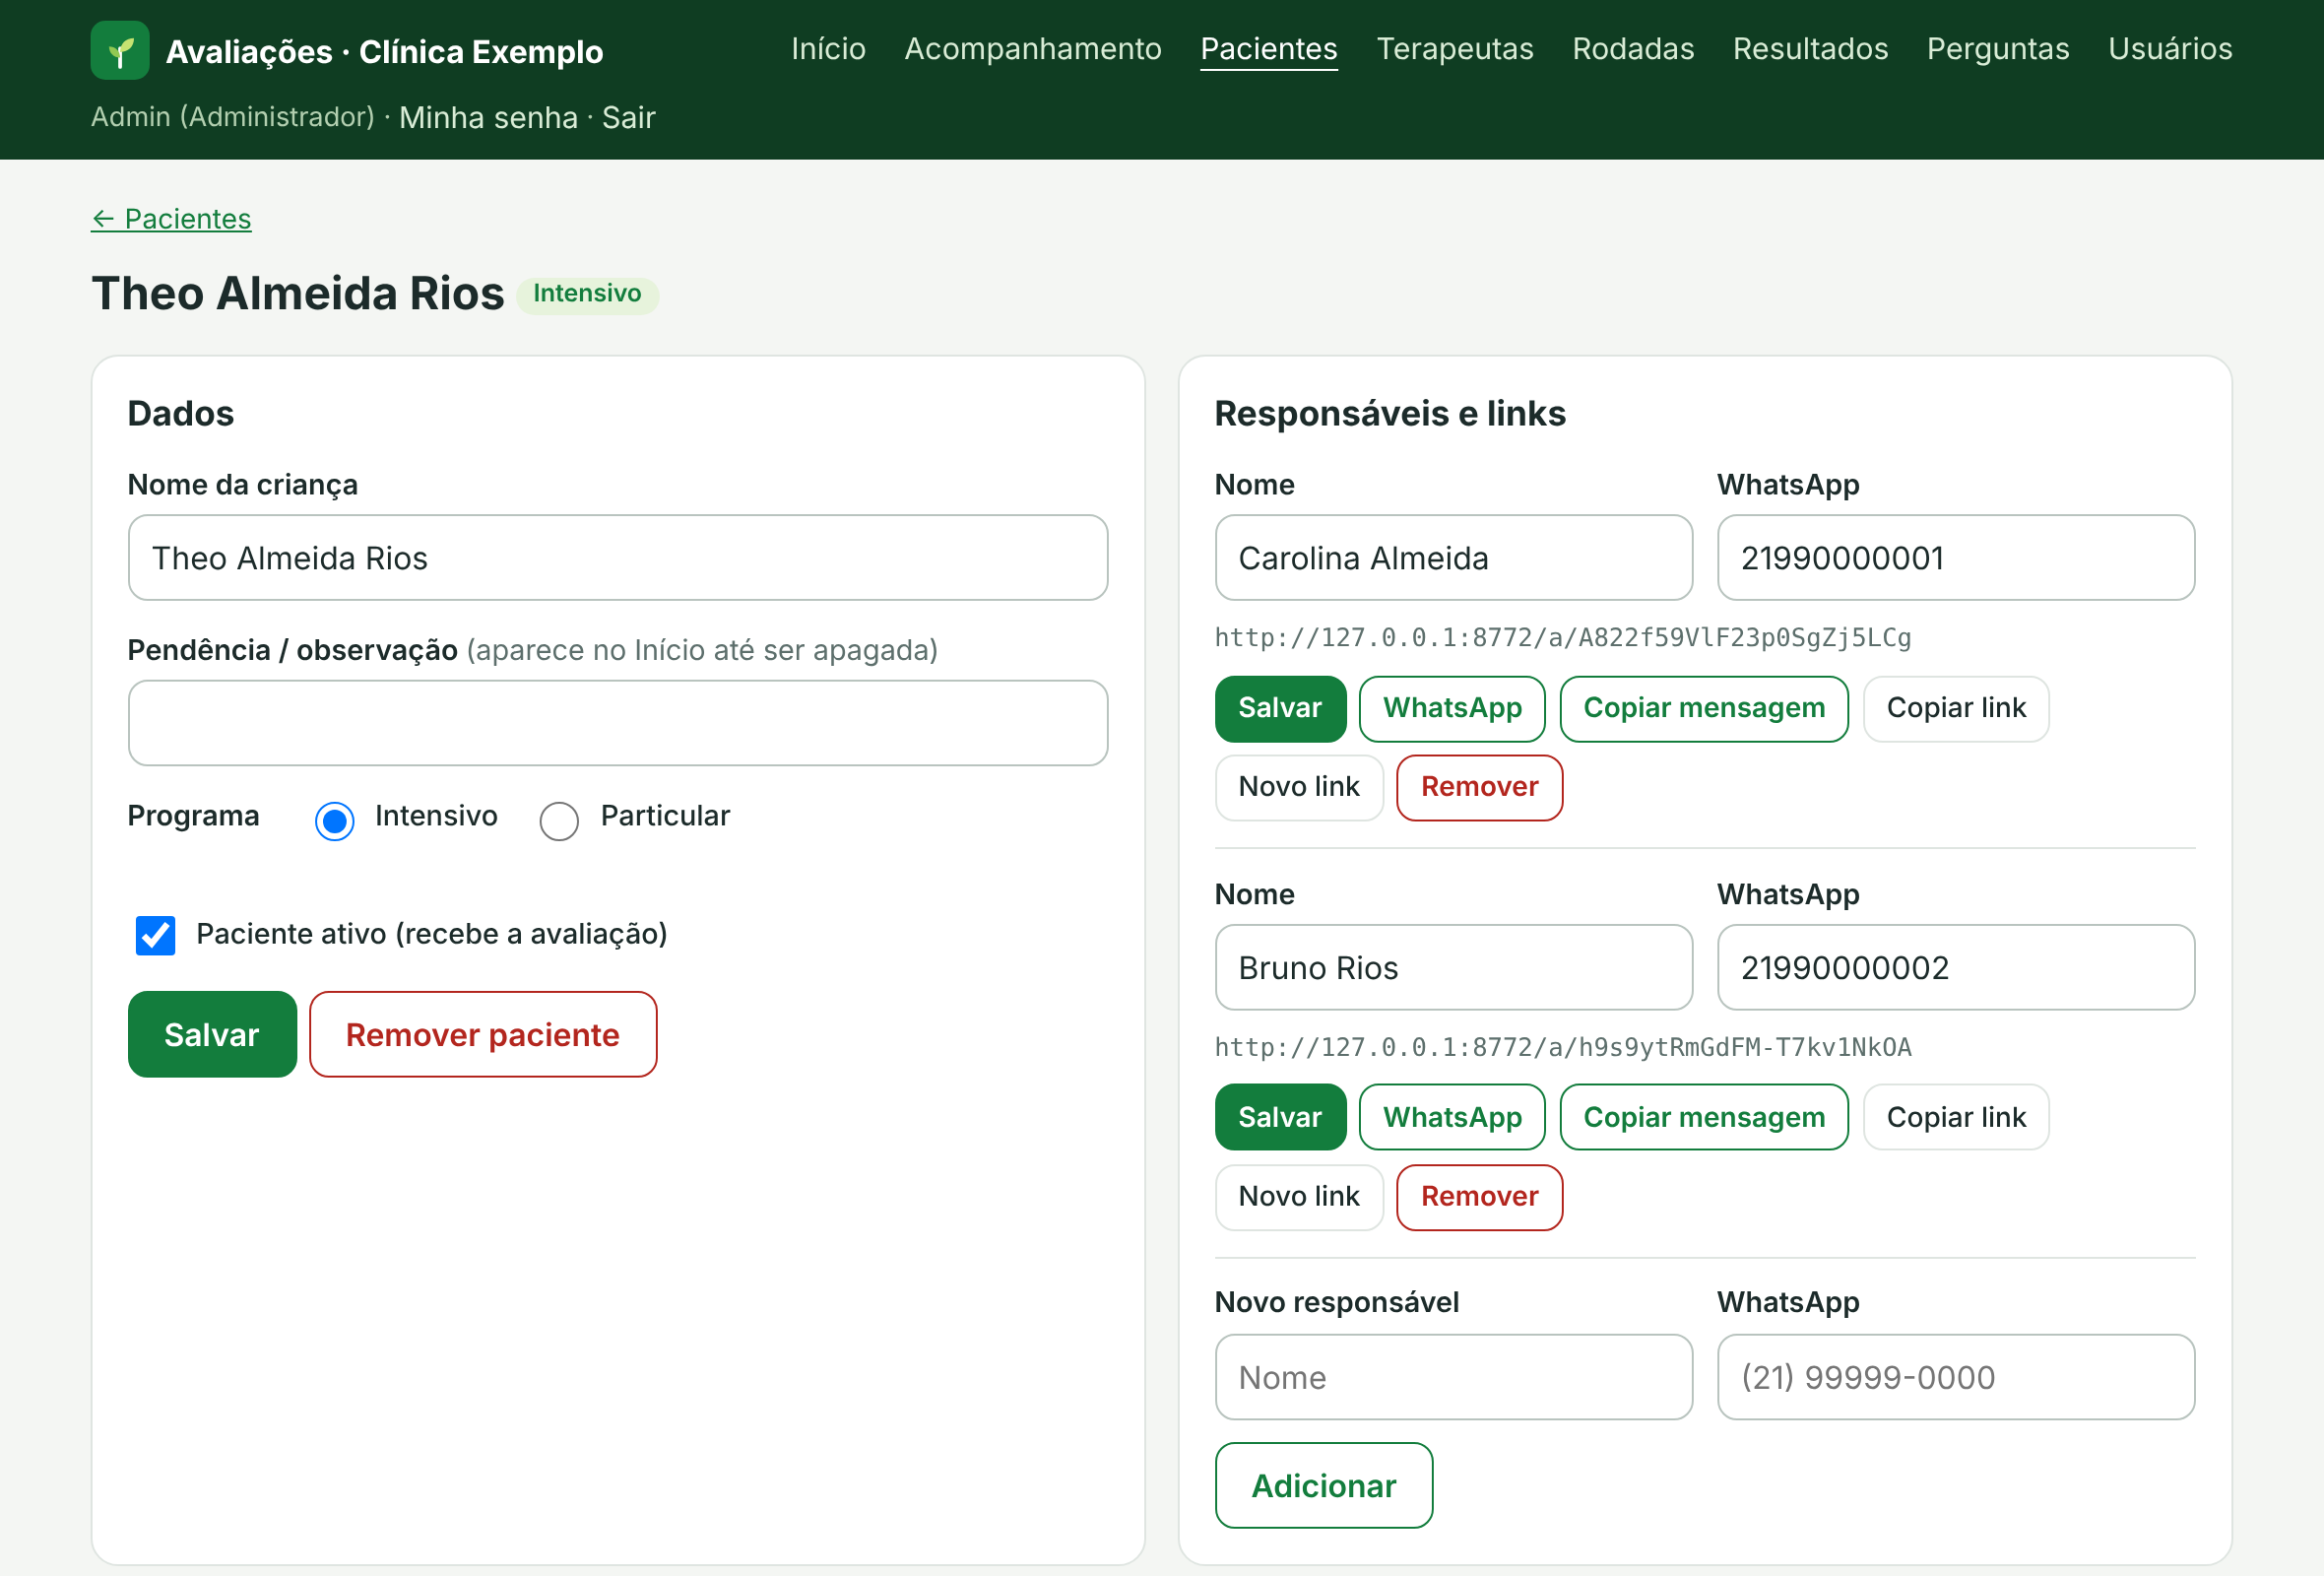 Avaliações · Clínica Exemplo
Início Acompanhamento Pacientes Terapeutas Rodadas Resultados Perguntas Usuários
Admin (Administrador) · Minha senha · Sair
← Pacientes
Theo Almeida Rios Intensivo
Dados
Nome da criança
Theo Almeida Rios
Pendência / observação (aparece no Início até ser apagada)
Programa Intensivo Particular
Paciente ativo (recebe a avaliação)
Salvar Remover paciente
Responsáveis e links
Nome WhatsApp
Carolina Almeida 21990000001
http://127.0.0.1:8772/a/A822f59VlF23p0SgZj5LCg
Salvar WhatsApp Copiar mensagem Copiar link
Novo link Remover
Nome WhatsApp
Bruno Rios 21990000002
http://127.0.0.1:8772/a/h9s9ytRmGdFM-T7kv1NkOA
Salvar WhatsApp Copiar mensagem Copiar link
Novo link Remover
Novo responsável WhatsApp
Nome (21) 99999-0000
Adicionar